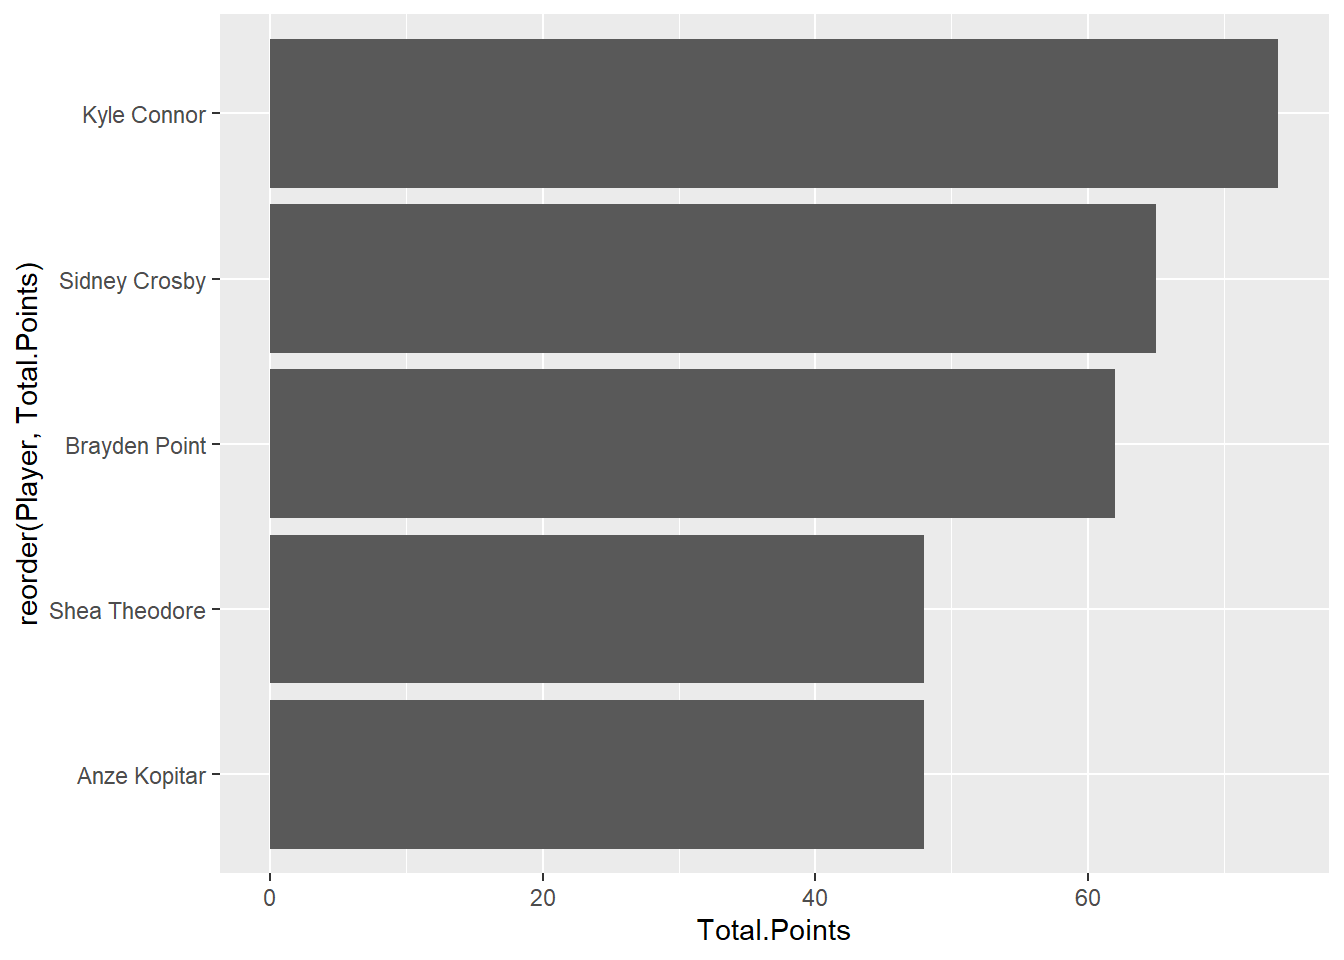 Kyle Connor
Sidney Crosby
Brayden Point
Shea Theodore
Anze Kopitar
reorder(Player, Total.Points)
0 20 40 60
Total.Points